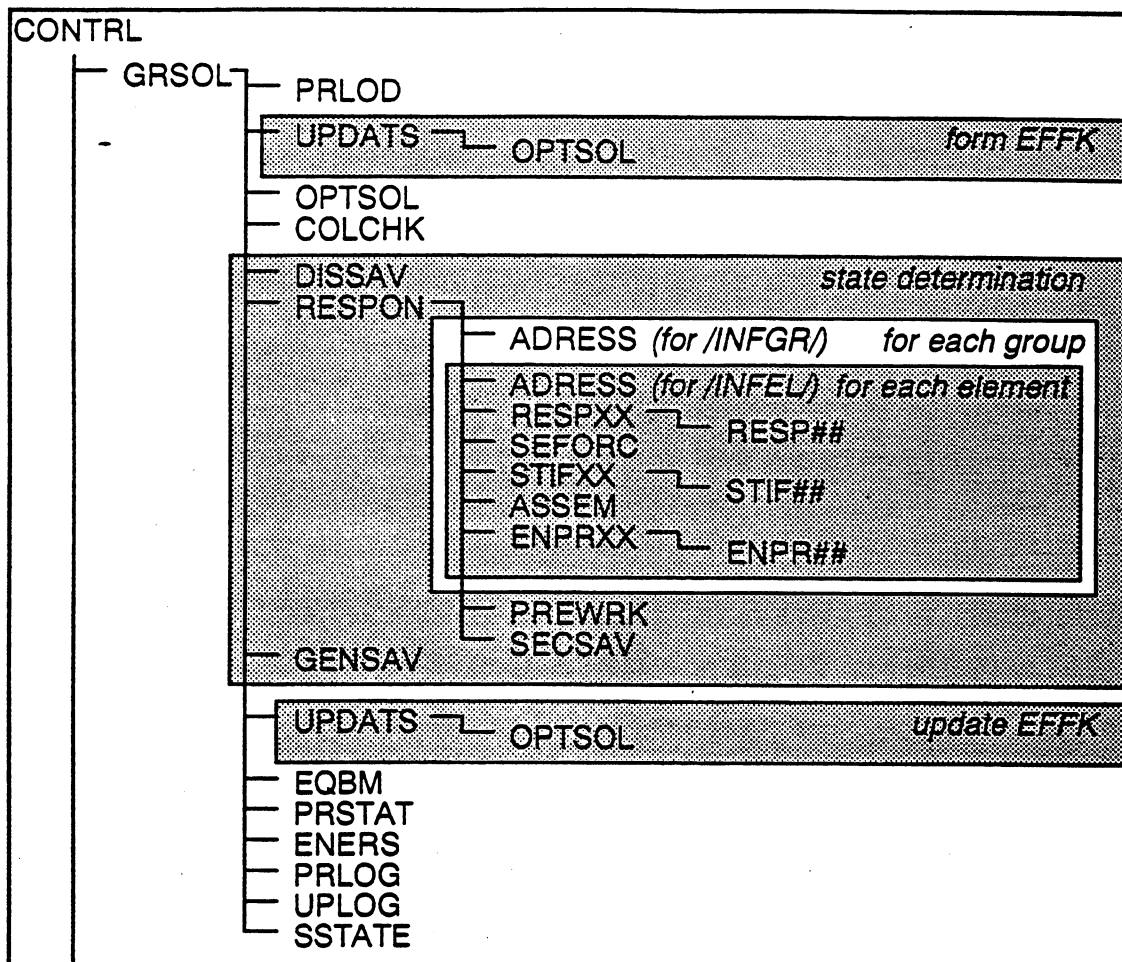 CONTRL
GRSOL
PRLOD
UPDATS OPTSOL form EFFK
OPTSOL
COLCHK
DISSAV state determination
RESPON
ADRESS (for /INFGR/) for each group
ADRESS (for /INFEL/) for each element
RESPXX RESP##
SEFORC
STIFXX STIF##
ASSEM
ENPRXX ENPR##
PREWRK
SECSAV
GENSAV
UPDATS OPTSOL update EFFK
EQBM
PRSTAT
ENERS
PRLOG
UPLOG
SSTATE